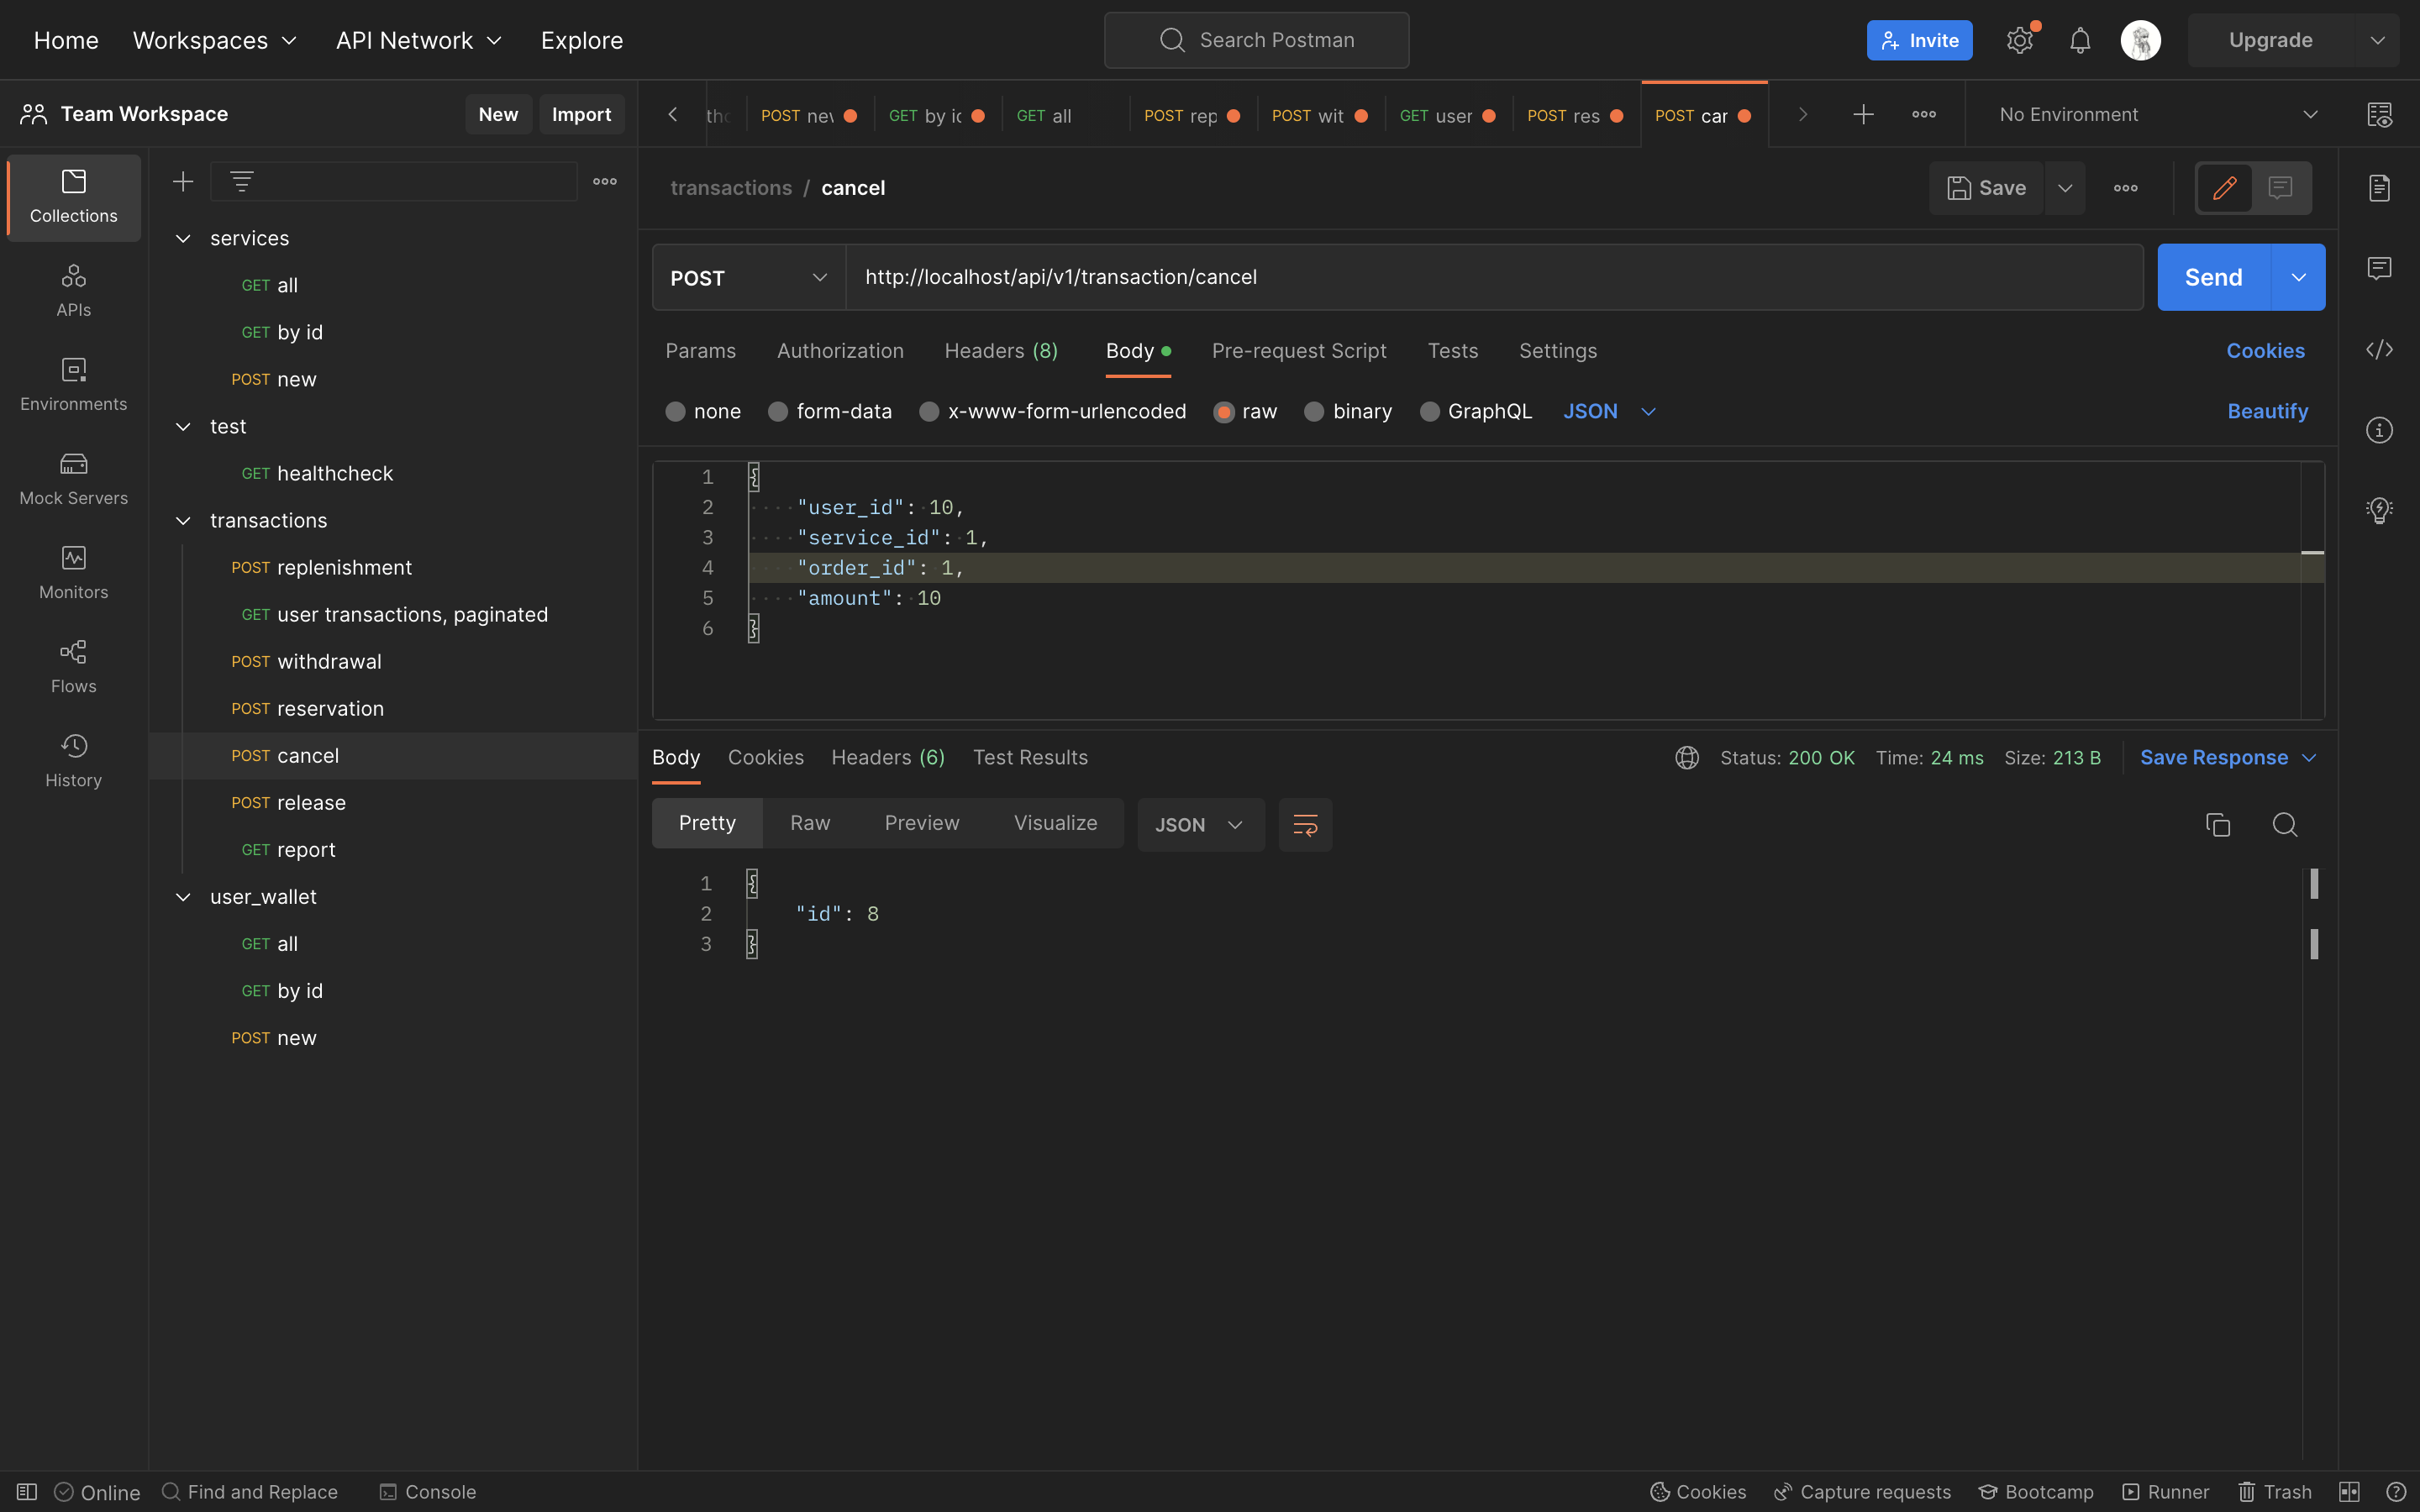 Home Workspaces API Network Explore Search Postman Invite Upgrade
Team Workspace New Import
POST nev GET by ic GET all POST rep POST wit GET user POST res POST car No Environment
Collections
APIs
Environments
Mock Servers
Monitors
Flows
History
services
GET all
GET by id
POST new
test
GET healthcheck
transactions
POST replenishment
GET user transactions, paginated
POST withdrawal
POST reservation
POST cancel
POST release
GET report
user_wallet
GET all
GET by id
POST new
transactions / cancel Save
POST http://localhost/api/v1/transaction/cancel Send
Params Authorization Headers (8) Body Pre-request Script Tests Settings Cookies
none form-data x-www-form-urlencoded raw binary GraphQL JSON Beautify
1 {
2 "user_id": 10,
3 "service_id": 1,
4 "order_id": 1,
5 "amount": 10
6 }
Body Cookies Headers (6) Test Results Status: 200 OK Time: 24 ms Size: 213 B Save Response
Pretty Raw Preview Visualize JSON
1 {
2 "id": 8
3 }
Online Find and Replace Console Cookies Capture requests Bootcamp Runner Trash